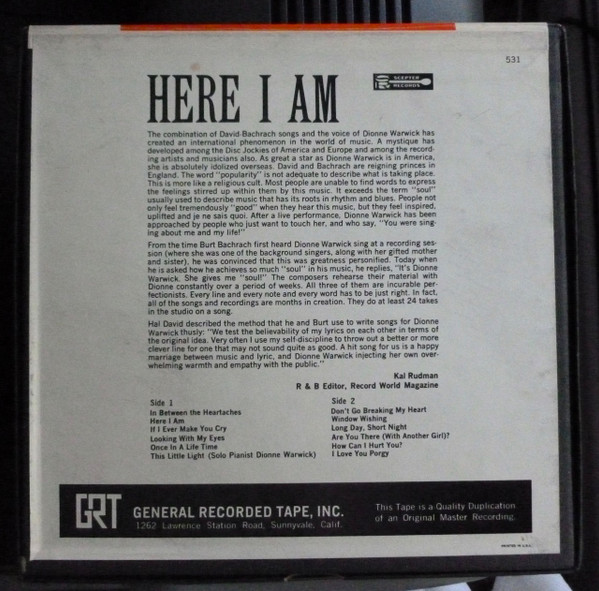 531
HERE I AM
SCEPTER
RECORDS
The combination of David-Bachrach songs and the voice of Dionne Warwick has
created an international phenomenon in the world of music. A mystique has
developed among the Disc Jockies of America and Europe and among the record-
ing artists and musicians also. As great a star as Dionne Warwick is in America,
she is absolutely idolized overseas. David and Bachrach are reigning princes in
England. The word "popularity" is not adequate to describe what is taking place.
This is more like a religious cult. Most people are unable to find words to express
the feelings stirred up within them by this music. It exceeds the term "soul"
usually used to describe music that has its roots in rhythm and blues. People not
only feel tremendously "good" when they hear this music, but they feel inspired,
uplifted and je ne sais quoi. After a live performance, Dionne Warwick has been
approached by people who just want to touch her, and who say, "You were sing-
ing about me and my life!"
From the time Burt Bachrach first heard Dionne Warwick sing at a recording ses-
sion (where she was one of the background singers, along with her gifted mother
and sister), he was convinced that this was greatness personified. Today when
he is asked how he achieves so much "soul" in his music, he replies, "It's Dionne
Warwick. She gives me "soul!" The composers rehearse their material with
Dionne constantly over a period of weeks. All three of them are incurable per-
fectionists. Every line and every note and every word has to be just right. In fact,
all of the songs and recordings are months in creation. They do at least 24 takes
in the studio on a song.
Hal David described the method that he and Burt use to write songs for Dionne
Warwick thusly: "We test the believability of my lyrics on each other in terms of
the original idea. Very often I use my self-discipline to throw out a better or more
clever line for one that may not sound quite as good. A hit song for us is a happy
marriage between music and lyric, and Dionne Warwick injecting her own over-
whelming warmth and empathy with the public."
Kal Rudman
R & B Editor, Record World Magazine
Side 1
In Between the Heartaches
Here I Am
If I Ever Make You Cry
Looking With My Eyes
Once In A Life Time
This Little Light (Solo Pianist Dionne Warwick)
Side 2
Don't Go Breaking My Heart
Window Wishing
Long Day, Short Night
Are You There (With Another Girl)?
How Can I Hurt You?
I Love You Porgy
GRT
GENERAL RECORDED TAPE, INC.
1262 Lawrence Station Road, Sunnyvale, Calif.
This Tape is a Quality Duplication
of an Original Master Recording.
PRINTED IN U.S.A.